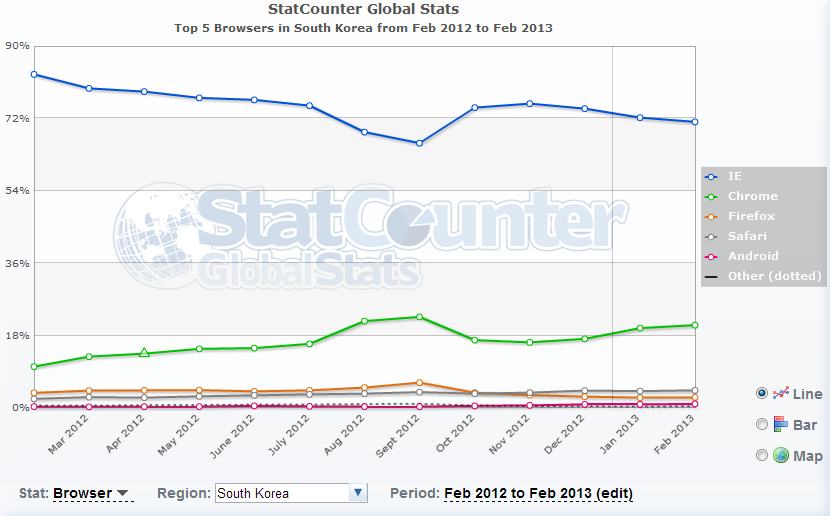 StatCounter Global Stats
Top 5 Browsers in South Korea from Feb 2012 to Feb 2013
90%
72%
54%
36%
18%
0%
StatCounter
GlobalStats
IE
Chrome
Firefox
Safari
Android
Other (dotted)
Mar 2012
Apr 2012
May 2012
June 2012
July 2012
Aug 2012
Sept 2012
Oct 2012
Nov 2012
Dec 2012
Jan 2013
Feb 2013
Line
Bar
Map
Stat: Browser Region: South Korea Period: Feb 2012 to Feb 2013 (edit)